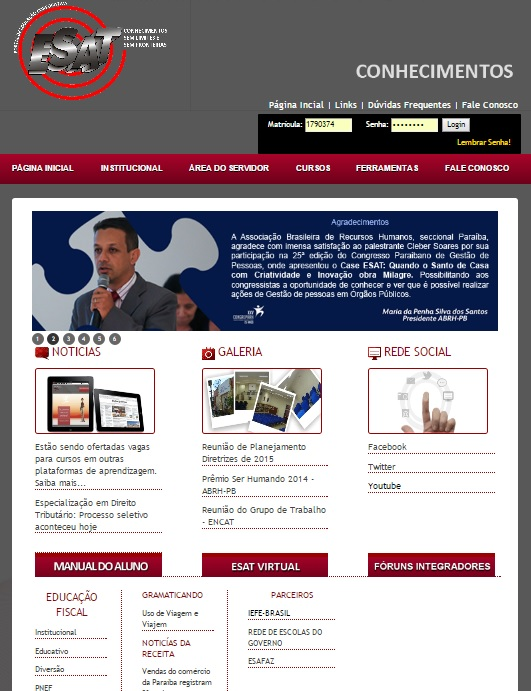 ESAT
CONHECIMENTOS
SEM LIMITES E
SEM FRONTEIRAS
CONHECIMENTOS
Página Incial | Links | Dúvidas Frequentes | Fale Conosco
Matrícula: 1790374 Senha: •••••••• Login
Lembrar Senha!
PÁGINA INICIAL INSTITUCIONAL ÁREA DO SERVIDOR CURSOS FERRAMENTAS FALE CONOSCO
Agradecimentos
A Associação Brasileira de Recursos Humanos, seccional Paraíba,
agradece com imensa satisfação ao palestrante Cleber Soares por sua
participação na 25ª edição do Congresso Paraibano de Gestão de
Pessoas, onde apresentou o Case ESAT: Quando o Santo de Casa
com Criatividade e Inovação obra Milagre. Possibilitando aos
congressistas a oportunidade de conhecer e ver que é possível realizar
ações de Gestão de pessoas em Orgãos Públicos.
Maria da Penha Silva dos Santos
Presidente ABRH-PB
1 2 3 4 5 6
NOTICIAS
Estão sendo ofertadas vagas
para cursos em outras
plataformas de aprendizagem.
Saiba mais...
Especialização em Direito
Tributário: Processo seletivo
aconteceu hoje
GALERIA
Reunião de Planejamento
Diretrizes de 2015
Prêmio Ser Humando 2014 -
ABRH-PB
Reunião do Grupo de Trabalho
- ENCAT
REDE SOCIAL
Facebook
Twitter
Youtube
MANUAL DO ALUNO
ESAT VIRTUAL
FÓRUNS INTEGRADORES
EDUCAÇÃO
FISCAL
Institucional
Educativo
Diversão
PNEF
GRAMATICANDO
Uso de Viagem e
Viajem
NOTICÍAS DA
RECEITA
Vendas do comercio
da Paraíba registram
PARCEIROS
IEFE-BRASIL
REDE DE ESCOLAS DO
GOVERNO
ESAFAZ